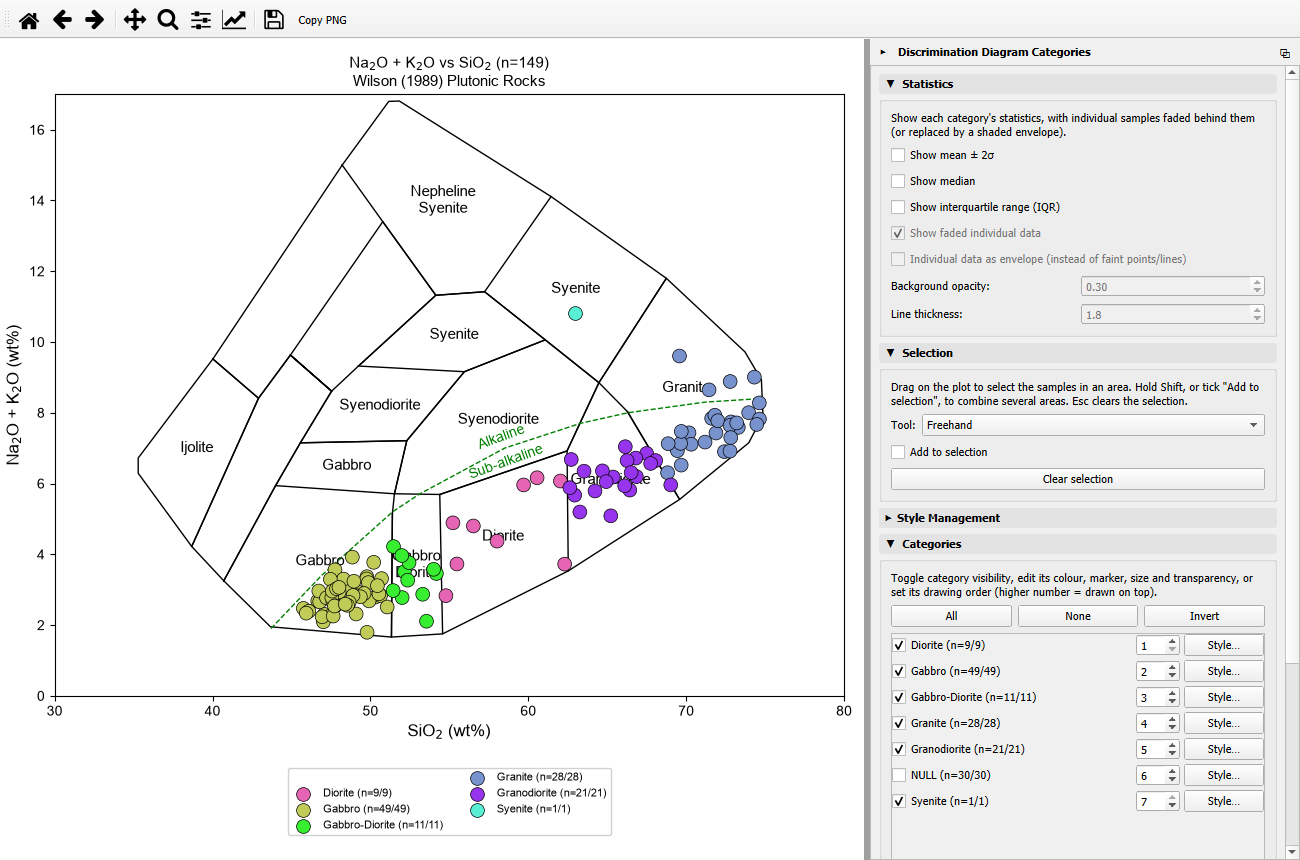 Copy PNG
Na₂O + K₂O vs SiO₂ (n=149)
Wilson (1989) Plutonic Rocks
Na₂O + K₂O (wt%)
16
14
12
10
8
6
4
2
0
30
40
50
60
70
80
SiO₂ (wt%)
Nepheline
Syenite
Syenite
Syenite
Granite
Syenodiorite
Syenodiorite
Ijolite
Alkaline
Sub-alkaline
Gabbro
Granodiorite
Diorite
Gabbro
Gabbro
Diorite
Diorite (n=9/9)
Gabbro (n=49/49)
Gabbro-Diorite (n=11/11)
Granite (n=28/28)
Granodiorite (n=21/21)
Syenite (n=1/1)
Discrimination Diagram Categories
Statistics
Show each category's statistics, with individual samples faded behind them
(or replaced by a shaded envelope).
Show mean ± 2σ
Show median
Show interquartile range (IQR)
Show faded individual data
Individual data as envelope (instead of faint points/lines)
Background opacity: 0.30
Line thickness: 1.8
Selection
Drag on the plot to select the samples in an area. Hold Shift, or tick "Add to
selection", to combine several areas. Esc clears the selection.
Tool: Freehand
Add to selection
Clear selection
Style Management
Categories
Toggle category visibility, edit its colour, marker, size and transparency, or
set its drawing order (higher number = drawn on top).
All None Invert
Diorite (n=9/9) 1 Style...
Gabbro (n=49/49) 2 Style...
Gabbro-Diorite (n=11/11) 3 Style...
Granite (n=28/28) 4 Style...
Granodiorite (n=21/21) 5 Style...
NULL (n=30/30) 6 Style...
Syenite (n=1/1) 7 Style...